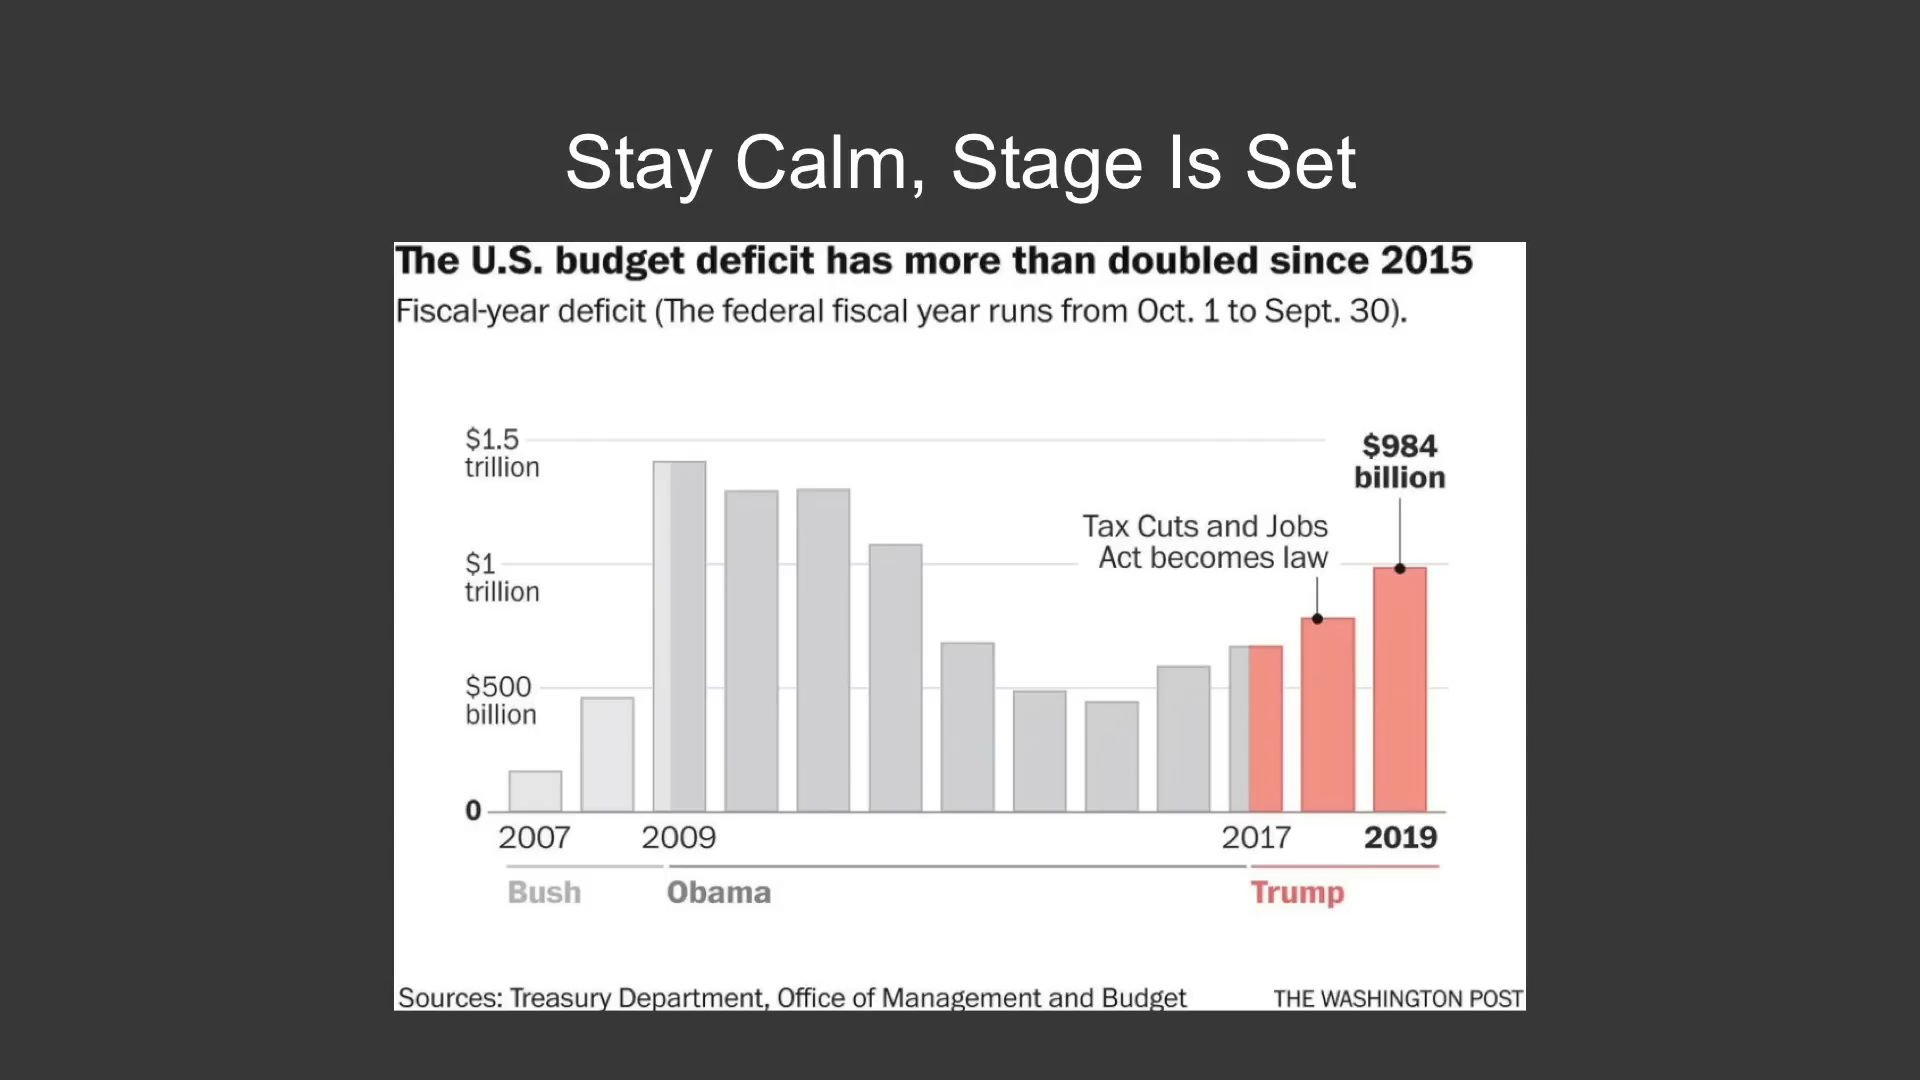 Stay Calm, Stage Is Set
The U.S. budget deficit has more than doubled since 2015
Fiscal-year deficit (The federal fiscal year runs from Oct. 1 to Sept. 30).
$1.5
trillion
$984
billion
Tax Cuts and Jobs
Act becomes law
$1
trillion
$500
billion
0
2007 2009 2017 2019
Bush Obama Trump
Sources: Treasury Department, Office of Management and Budget THE WASHINGTON POST